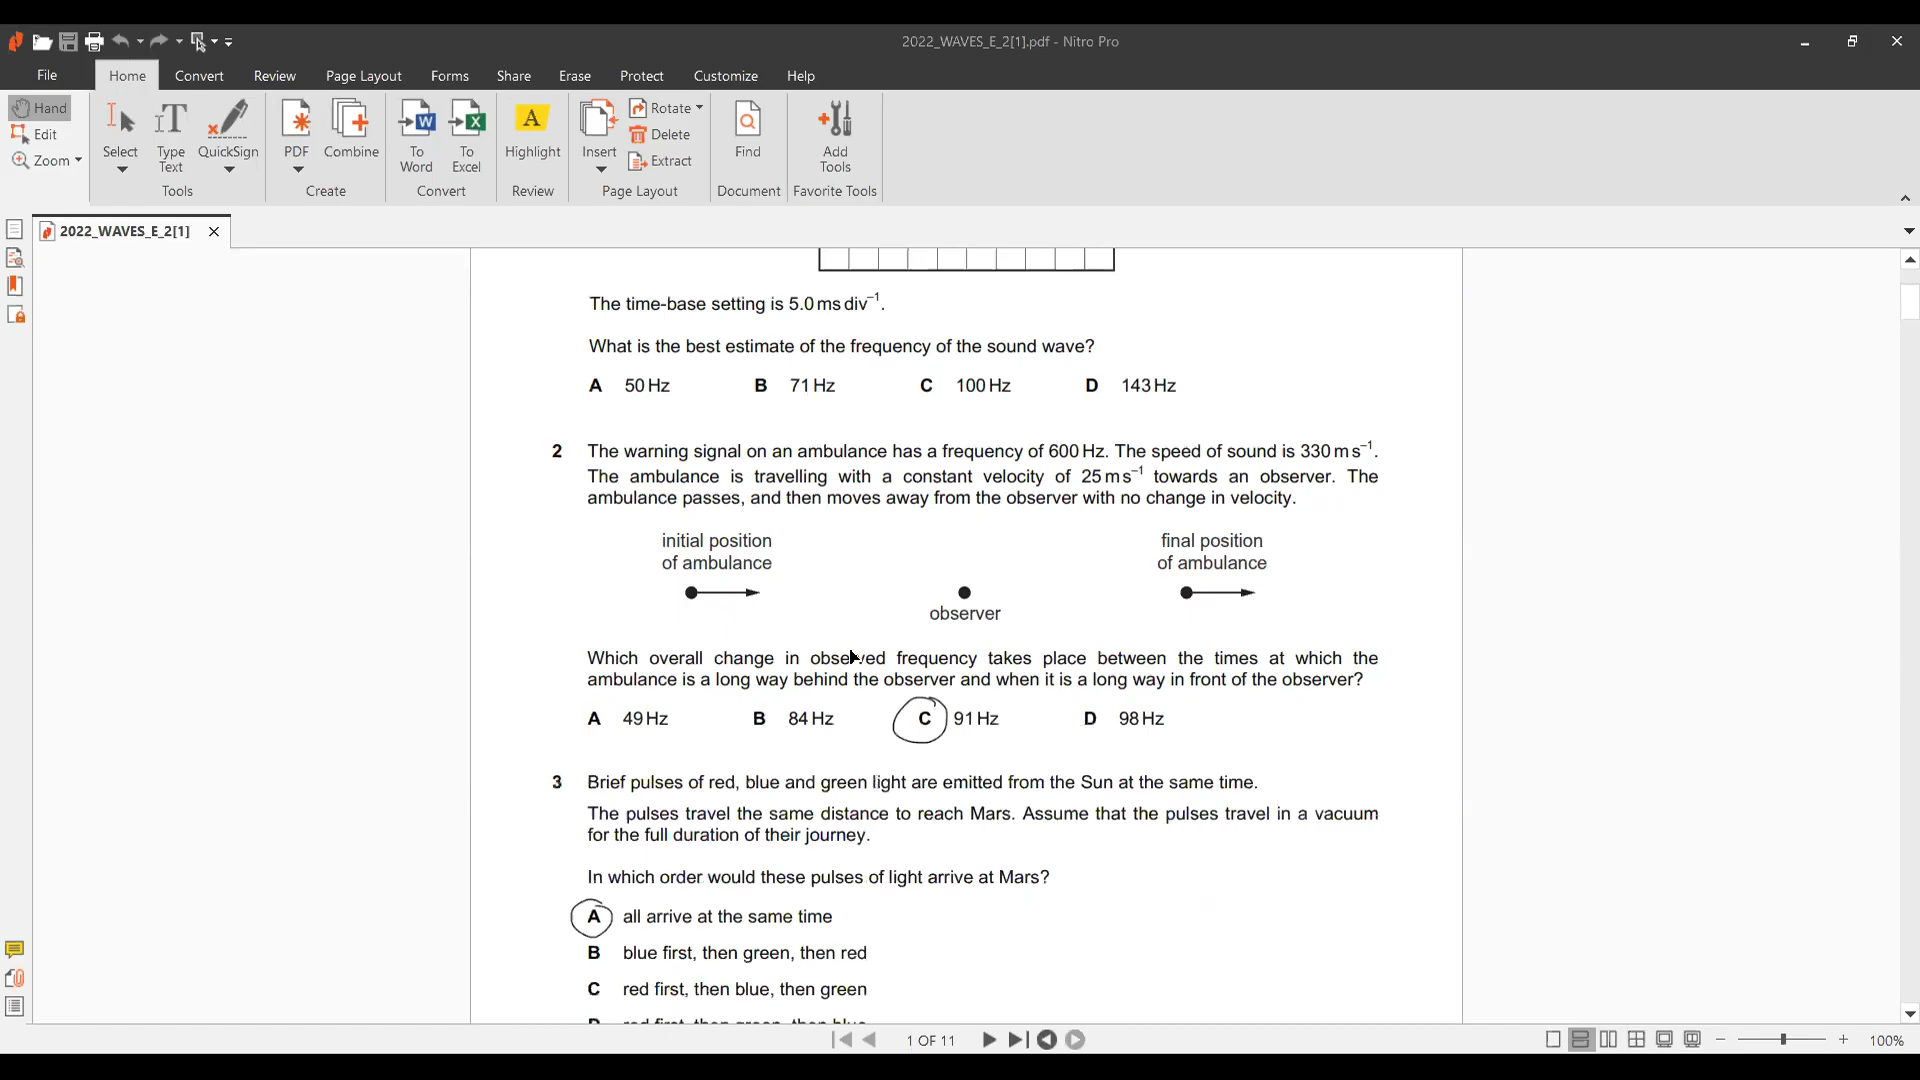 2022_WAVES_E_2[1].pdf - Nitro Pro
File Home Convert Review Page Layout Forms Share Erase Protect Customize Help
Hand
Edit
Zoom
Select
Type Text
QuickSign
Tools
PDF
Combine
Create
To Word
To Excel
Convert
Highlight
Review
Insert
Rotate
Delete
Extract
Page Layout
Find
Document
Add Tools
Favorite Tools
2022_WAVES_E_2[1]
The time-base setting is 5.0 ms div⁻¹.
What is the best estimate of the frequency of the sound wave?
A 50 Hz B 71 Hz C 100 Hz D 143 Hz
2 The warning signal on an ambulance has a frequency of 600 Hz. The speed of sound is 330 m s⁻¹.
The ambulance is travelling with a constant velocity of 25 m s⁻¹ towards an observer. The
ambulance passes, and then moves away from the observer with no change in velocity.
initial position
of ambulance
observer
final position
of ambulance
Which overall change in observed frequency takes place between the times at which the
ambulance is a long way behind the observer and when it is a long way in front of the observer?
A 49 Hz B 84 Hz C 91 Hz D 98 Hz
3 Brief pulses of red, blue and green light are emitted from the Sun at the same time.
The pulses travel the same distance to reach Mars. Assume that the pulses travel in a vacuum
for the full duration of their journey.
In which order would these pulses of light arrive at Mars?
A all arrive at the same time
B blue first, then green, then red
C red first, then blue, then green
D red first, then green, then blue
1 OF 11
100%